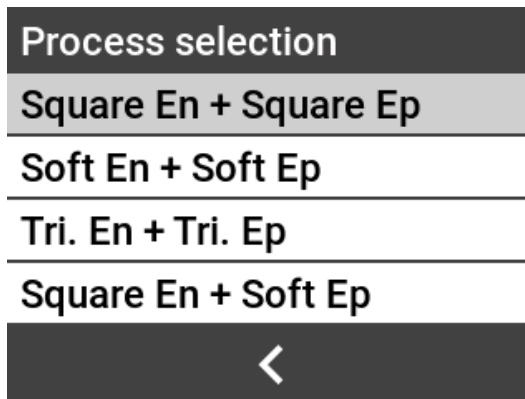 Process selection
Square En + Square Ep
Soft En + Soft Ep
Tri. En + Tri. Ep
Square En + Soft Ep